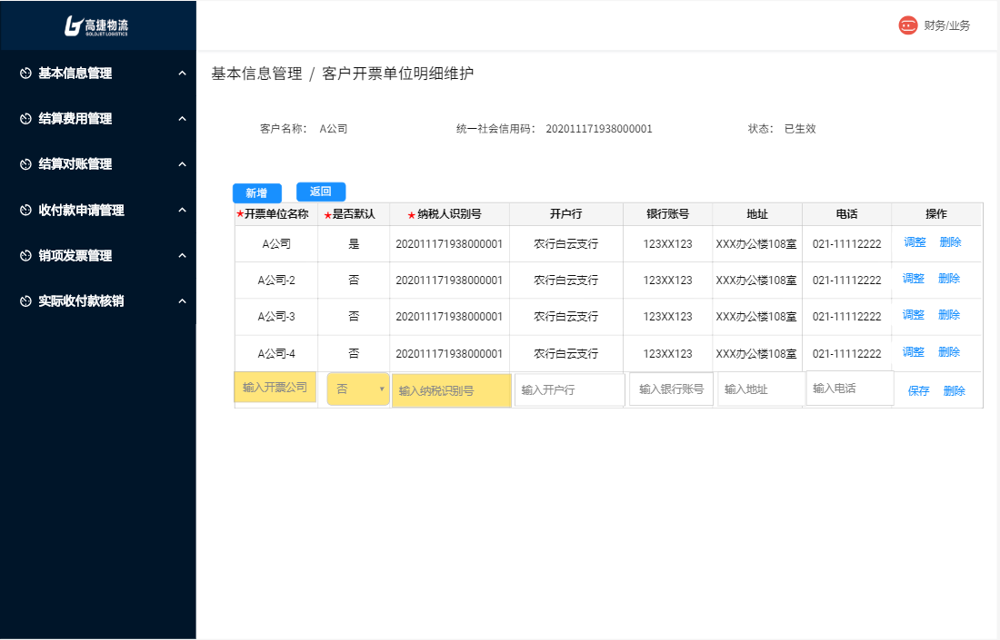 高捷物流
GOLDJET LOGISTICS
财务/业务
基本信息管理
结算费用管理
结算对账管理
收付款申请管理
销项发票管理
实际收付款核销
基本信息管理 / 客户开票单位明细维护
客户名称: A公司 统一社会信用码: 202011171938000001 状态: 已生效
新增 返回
★开票单位名称 ★是否默认 ★纳税人识别号 开户行 银行账号 地址 电话 操作
A公司 是 202011171938000001 农行白云支行 123XX123 XXX办公楼108室 021-11112222 调整 删除
A公司-2 否 202011171938000001 农行白云支行 123XX123 XXX办公楼108室 021-11112222 调整 删除
A公司-3 否 202011171938000001 农行白云支行 123XX123 XXX办公楼108室 021-11112222 调整 删除
A公司-4 否 202011171938000001 农行白云支行 123XX123 XXX办公楼108室 021-11112222 调整 删除
输入开票公司 否 输入纳税识别号 输入开户行 输入银行账号 输入地址 输入电话 保存 删除